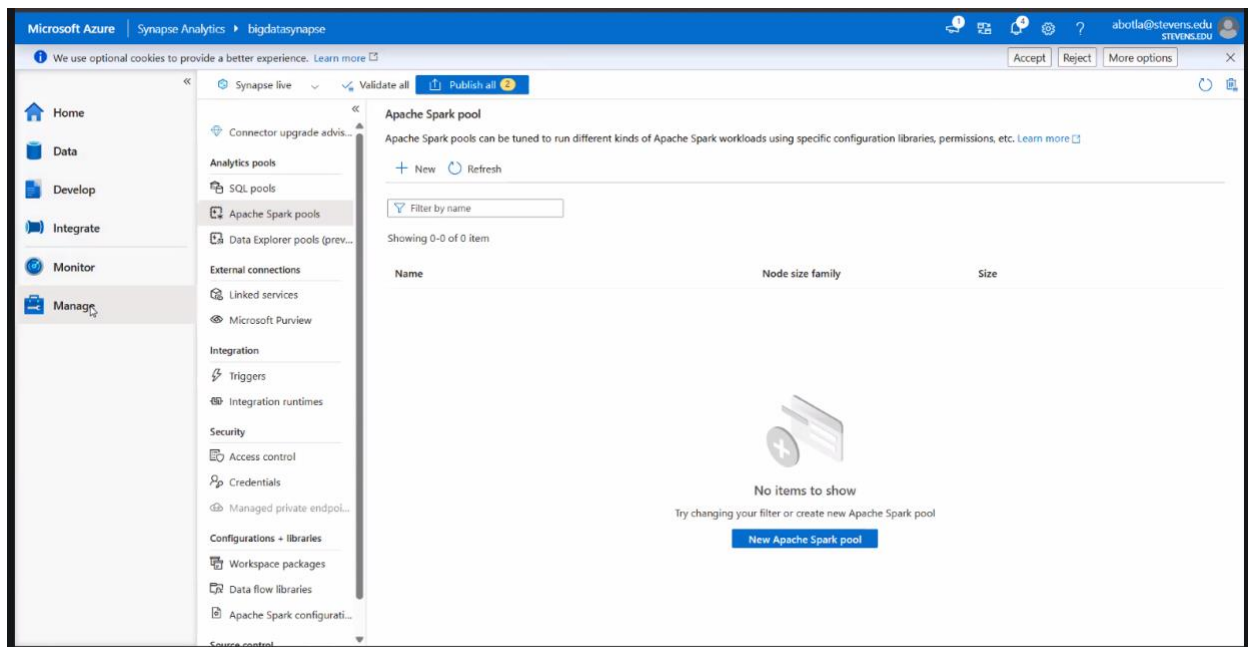 Microsoft Azure | Synapse Analytics ▸ bigdatasynapse
1
4
?
abotla@stevens.edu
STEVENS.EDU
We use optional cookies to provide a better experience. Learn more
Accept Reject More options
Synapse live Validate all Publish all 2
Home
Data
Develop
Integrate
Monitor
Manage
Connector upgrade advis...
Analytics pools
SQL pools
Apache Spark pools
Data Explorer pools (prev...
External connections
Linked services
Microsoft Purview
Integration
Triggers
Integration runtimes
Security
Access control
Credentials
Managed private endpoi...
Configurations + libraries
Workspace packages
Data flow libraries
Apache Spark configurati...
Source control
Apache Spark pool
Apache Spark pools can be tuned to run different kinds of Apache Spark workloads using specific configuration libraries, permissions, etc. Learn more
New Refresh
Filter by name
Showing 0-0 of 0 item
Name Node size family Size
No items to show
Try changing your filter or create new Apache Spark pool
New Apache Spark pool